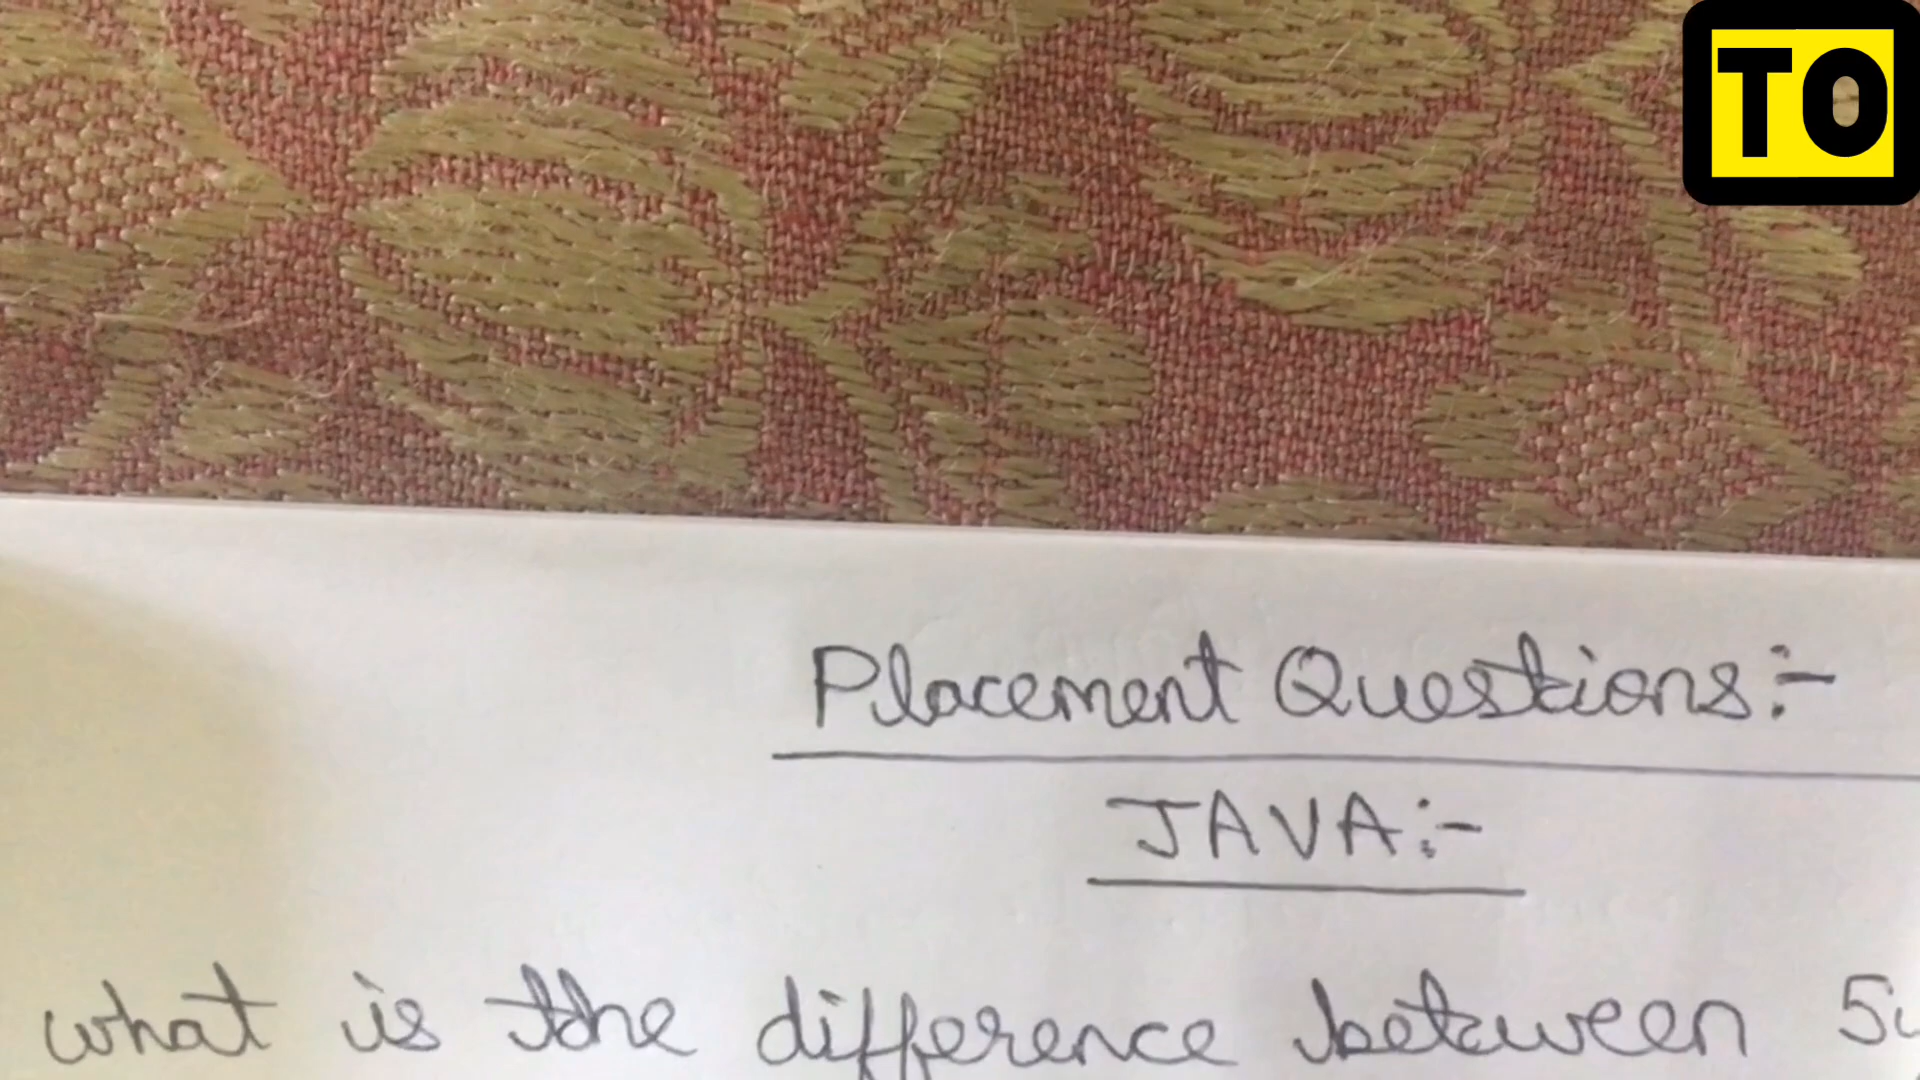 TO
Placement Questions:-
JAVA:-
what is the difference between